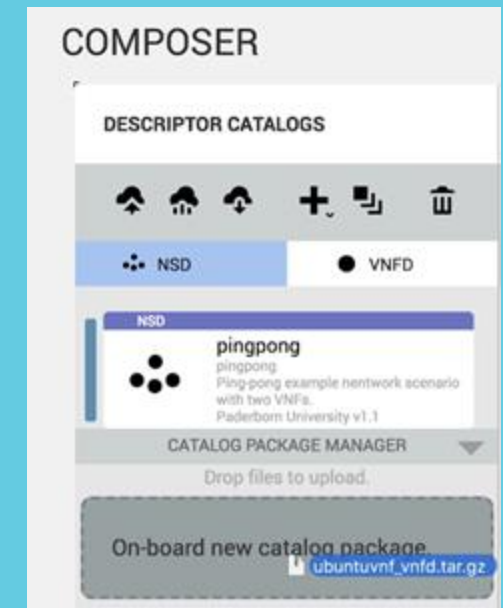 COMPOSER
DESCRIPTOR CATALOGS
NSD
VNFD
NSD
pingpong
pingpong
Ping-pong example nentwork scenario
with two VNFs.
Paderborn University v1.1
CATALOG PACKAGE MANAGER
Drop files to upload.
On-board new catalog package.
ubuntuvnf_vnfd.tar.gz